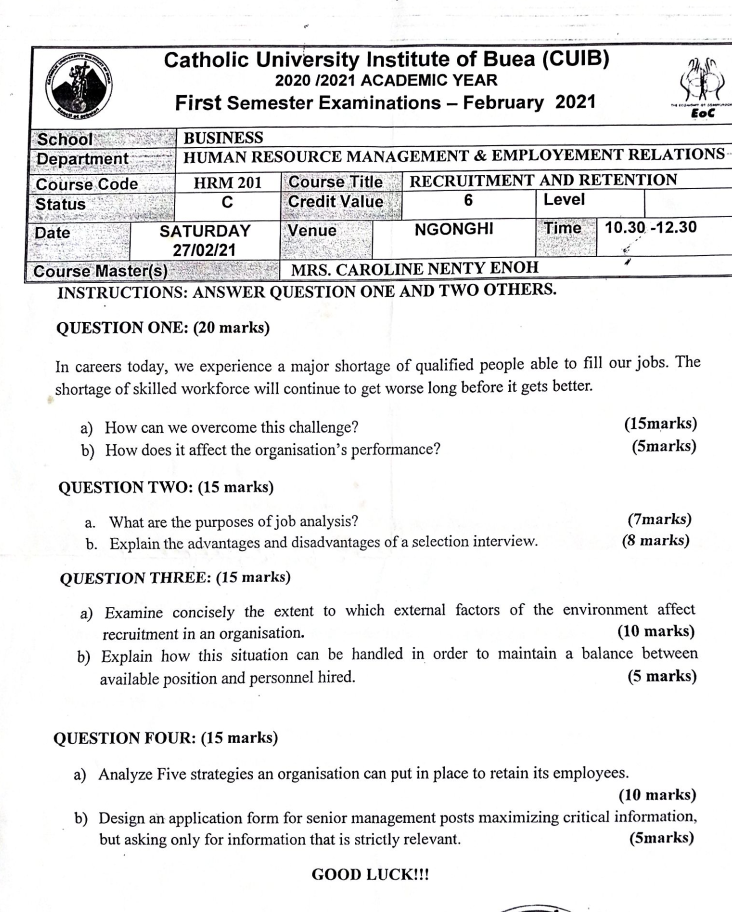 Catholic University Institute of Buea (CUIB)
2020 /2021 ACADEMIC YEAR
First Semester Examinations – February 2021
EoC
School BUSINESS
Department HUMAN RESOURCE MANAGEMENT & EMPLOYEMENT RELATIONS
Course Code HRM 201 Course Title RECRUITMENT AND RETENTION
Status C Credit Value 6 Level
Date SATURDAY 27/02/21 Venue NGONGHI Time 10.30 -12.30
Course Master(s) MRS. CAROLINE NENTY ENOH
INSTRUCTIONS: ANSWER QUESTION ONE AND TWO OTHERS.
QUESTION ONE: (20 marks)
In careers today, we experience a major shortage of qualified people able to fill our jobs. The
shortage of skilled workforce will continue to get worse long before it gets better.
a) How can we overcome this challenge? (15marks)
b) How does it affect the organisation's performance? (5marks)
QUESTION TWO: (15 marks)
a. What are the purposes of job analysis? (7marks)
b. Explain the advantages and disadvantages of a selection interview. (8 marks)
QUESTION THREE: (15 marks)
a) Examine concisely the extent to which external factors of the environment affect
recruitment in an organisation. (10 marks)
b) Explain how this situation can be handled in order to maintain a balance between
available position and personnel hired. (5 marks)
QUESTION FOUR: (15 marks)
a) Analyze Five strategies an organisation can put in place to retain its employees.
(10 marks)
b) Design an application form for senior management posts maximizing critical information,
but asking only for information that is strictly relevant. (5marks)
GOOD LUCK!!!